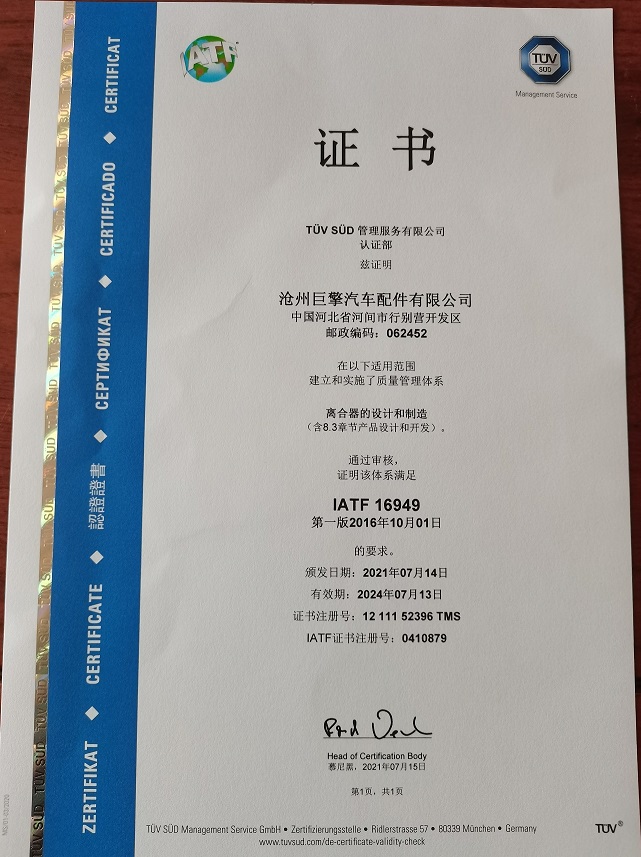 IATF
TÜV
SÜD
Management Service
证书
TÜV SÜD 管理服务有限公司
认证部
兹证明
沧州巨擎汽车配件有限公司
中国河北省河间市行别营开发区
邮政编码：062452
在以下适用范围
建立和实施了质量管理体系
离合器的设计和制造
（含8.3章节产品设计和开发）。
通过审核，
证明该体系满足
IATF 16949
第一版2016年10月01日
的要求。
颁发日期：2021年07月14日
有效期：2024年07月13日
证书注册号：12 111 52396 TMS
IATF证书注册号：0410879
Head of Certification Body
慕尼黑，2021年07月15日
第1页，共1页
TÜV SÜD Management Service GmbH • Zertifizierungsstelle • Ridlerstrasse 57 • 80339 München • Germany
www.tuvsud.com/de-certificate-validity-check
TÜV®
ZERTIFIKAT ◆ CERTIFICATE ◆ 認證證書 ◆ СЕРТИФИКАТ ◆ CERTIFICADO ◆ CERTIFICAT